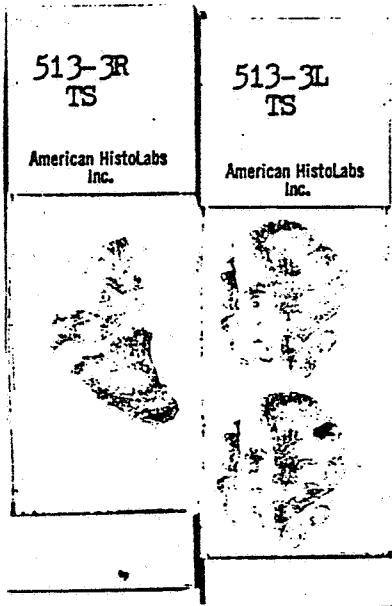 513-3R
TS
American HistoLabs
Inc.
513-3L
TS
American HistoLabs
Inc.